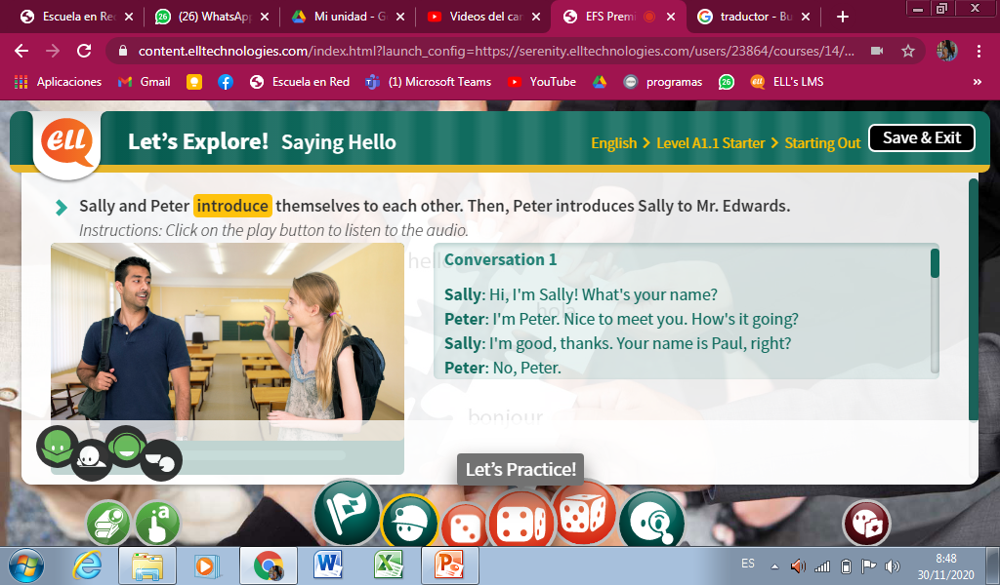 Escuela en Re
(26) WhatsAp
Mi unidad - G
Videos del car
EFS Premi
traductor - Bu
content.elltechnologies.com/index.html?launch_config=https://serenity.elltechnologies.com/users/23864/courses/14/...
Aplicaciones
Gmail
Escuela en Red
(1) Microsoft Teams
YouTube
programas
26
ELL's LMS
»
ell
Let's Explore! Saying Hello
English > Level A1.1 Starter > Starting Out
Save & Exit
Sally and Peter introduce themselves to each other. Then, Peter introduces Sally to Mr. Edwards.
Instructions: Click on the play button to listen to the audio.
hello
hola
bonjour
Conversation 1
Sally: Hi, I'm Sally! What's your name?
Peter: I'm Peter. Nice to meet you. How's it going?
Sally: I'm good, thanks. Your name is Paul, right?
Peter: No, Peter.
Let's Practice!
a
ES
8:48
30/11/2020